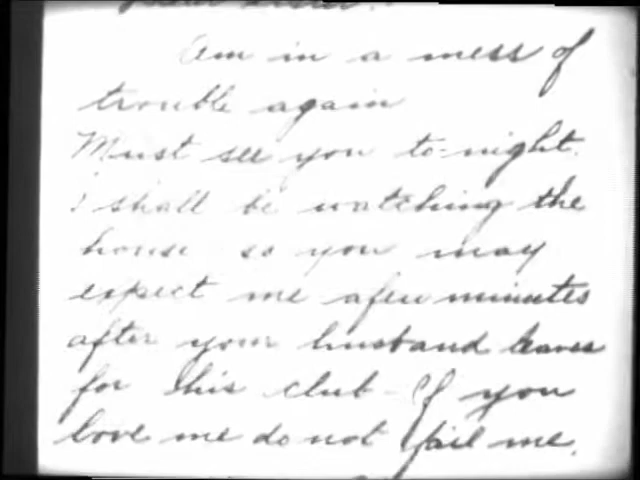 Dear Sister:
Am in a mess of
trouble again
Must see you to-night.
I shall be watching the
house so you may
expect me a few minutes
after your husband leaves
for his club - If you
love me do not fail me.